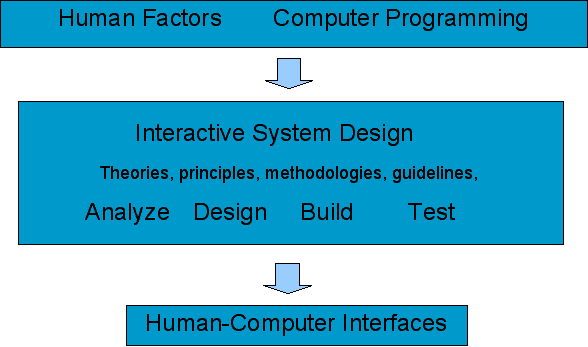 Human Factors Computer Programming
Interactive System Design
Theories, principles, methodologies, guidelines,
Analyze Design Build Test
Human-Computer Interfaces